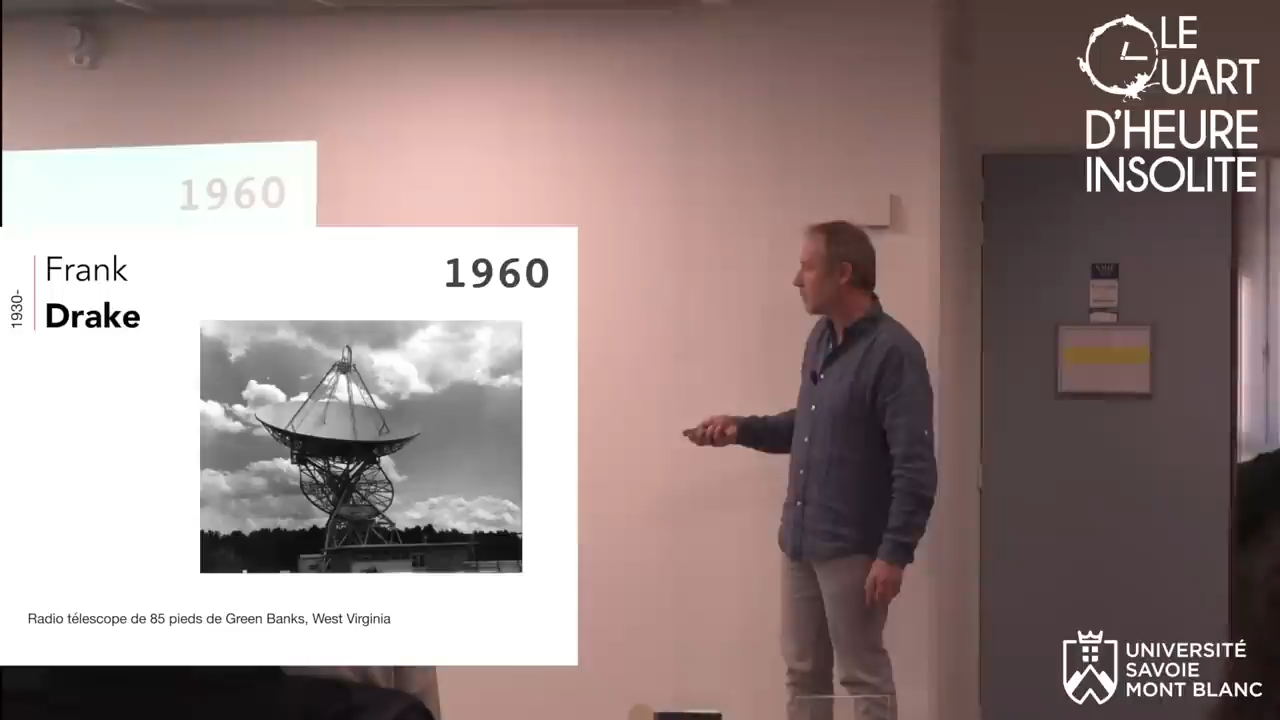 LE
QUART
D'HEURE
INSOLITE
1960
Frank
Drake
1930-
1960
Radio télescope de 85 pieds de Green Banks, West Virginia
UNIVERSITÉ
SAVOIE
MONT BLANC